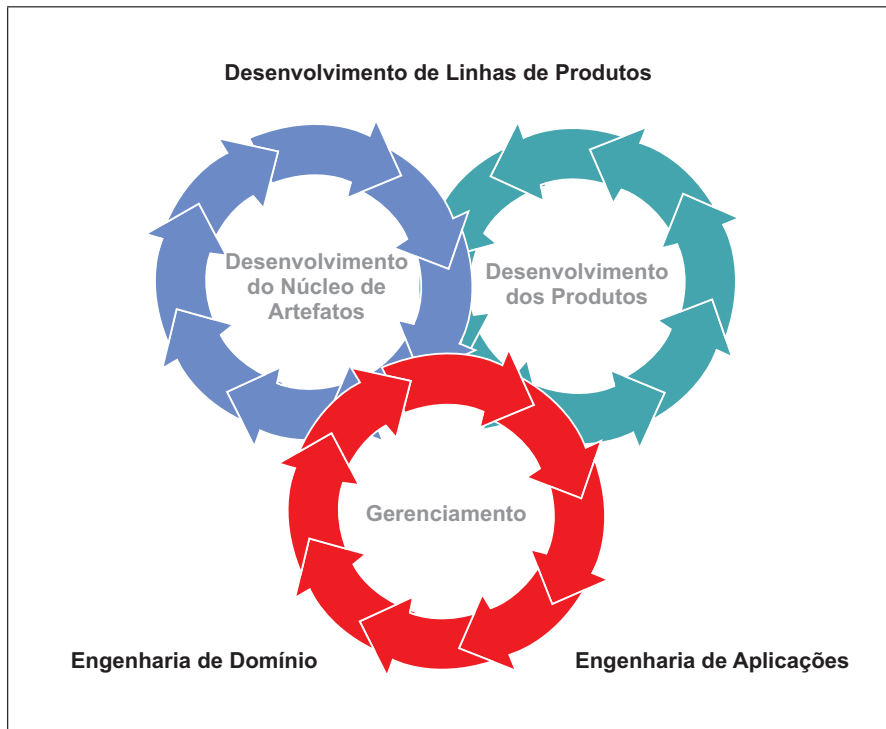 Desenvolvimento de Linhas de Produtos
Desenvolvimento
do Núcleo de
Artefatos
Desenvolvimento
dos Produtos
Gerenciamento
Engenharia de Domínio
Engenharia de Aplicações